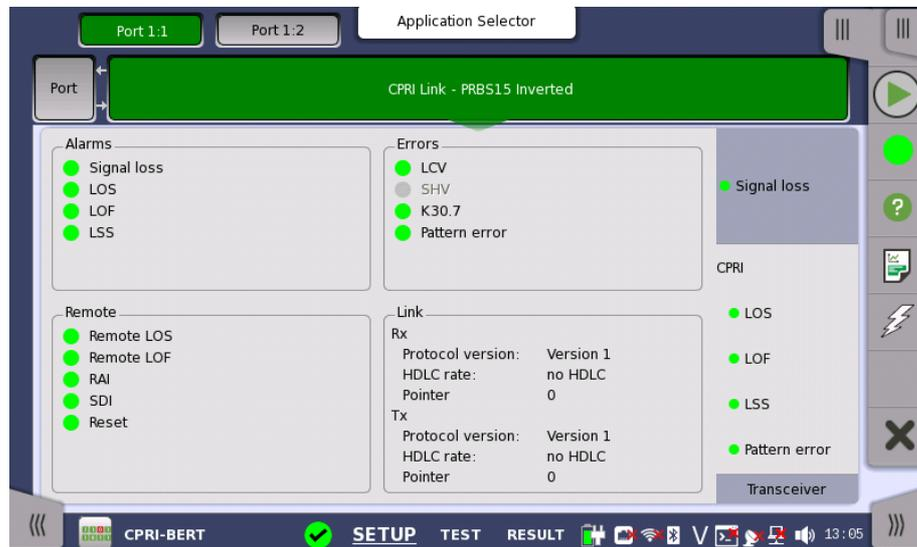 Application Selector
Port 1:1
Port 1:2
Port
CPRI Link - PRBS15 Inverted
Alarms
Signal loss
LOS
LOF
LSS
Errors
LCV
SHV
K30.7
Pattern error
Remote
Remote LOS
Remote LOF
RAI
SDI
Reset
Link
Rx
Protocol version: Version 1
HDLC rate: no HDLC
Pointer 0
Tx
Protocol version: Version 1
HDLC rate: no HDLC
Pointer 0
Signal loss
CPRI
LOS
LOF
LSS
Pattern error
Transceiver
CPRI-BERT
SETUP TEST RESULT V 13:05